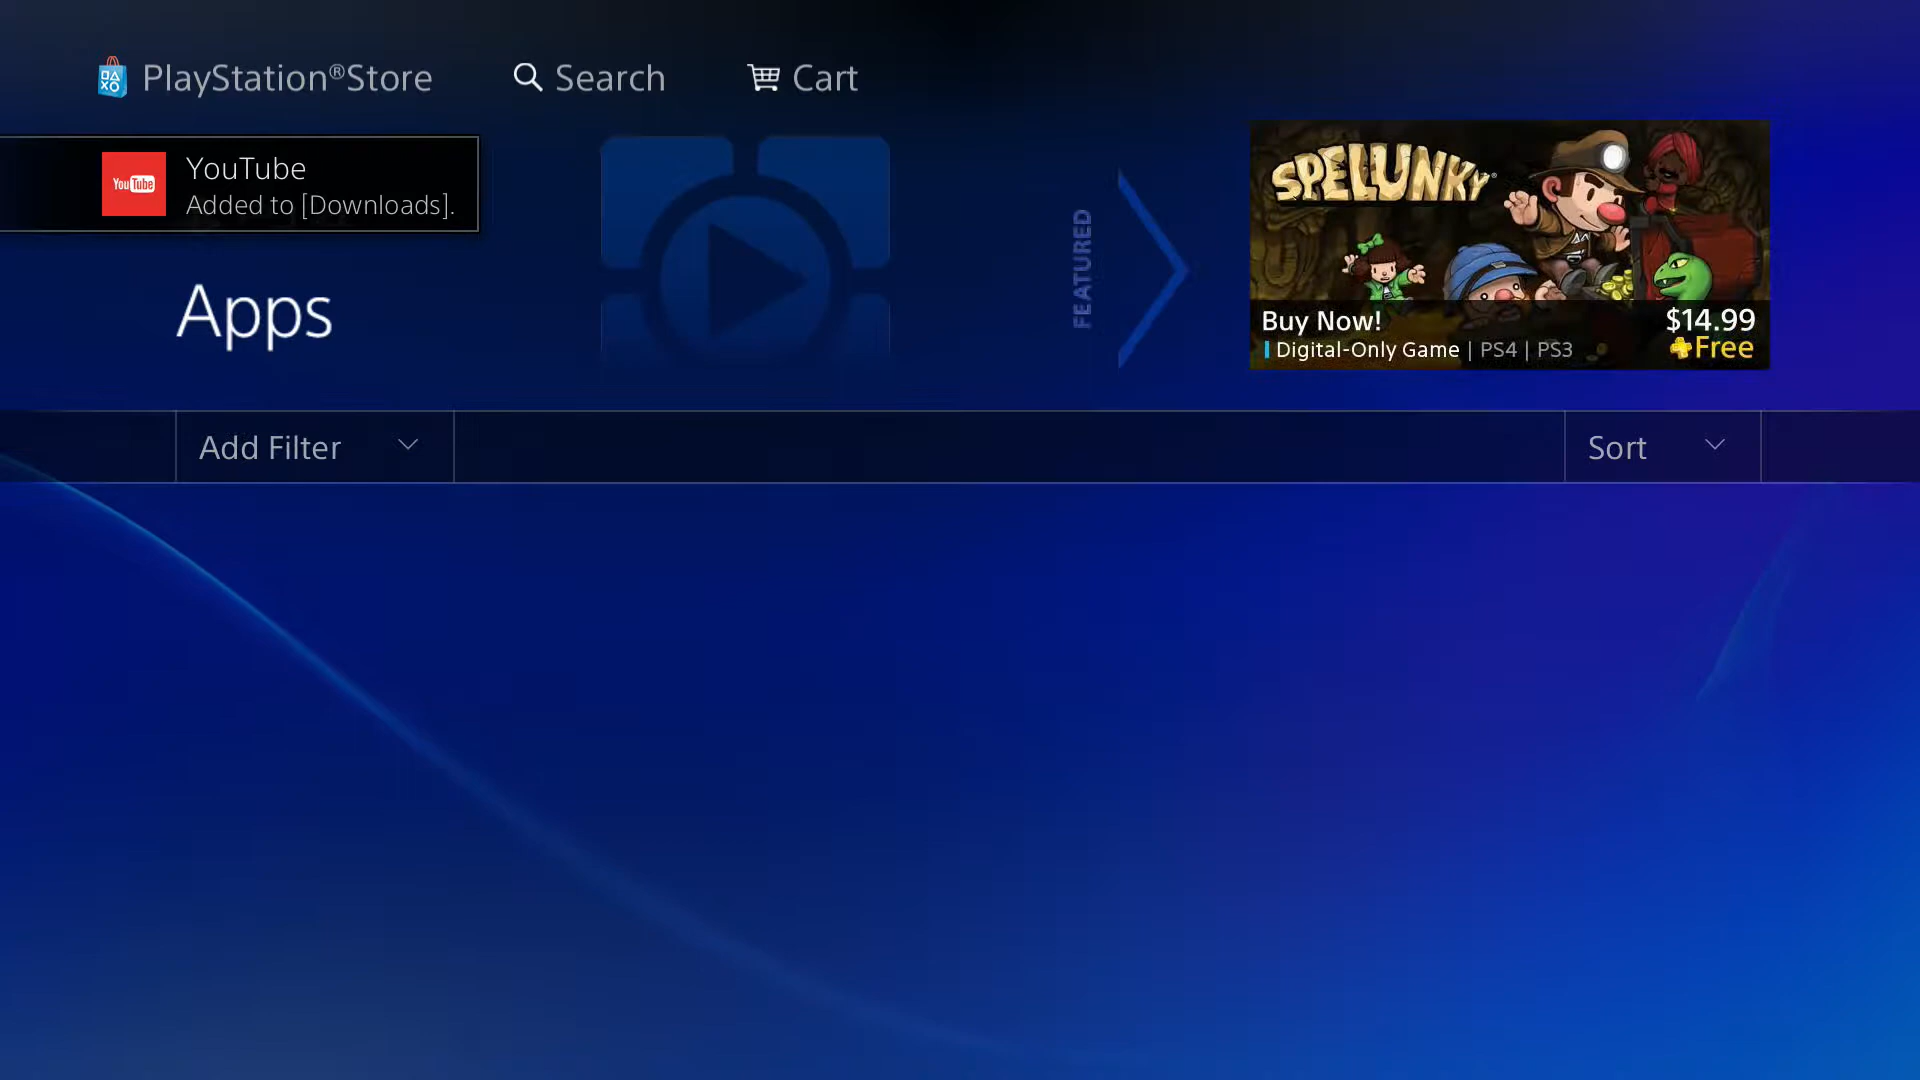 PlayStation®Store
Search
Cart
YouTube
YouTube
Added to [Downloads].
Apps
FEATURED
SPELUNKY®
Buy Now!
$14.99
Digital-Only Game | PS4 | PS3
Free
Add Filter
Sort